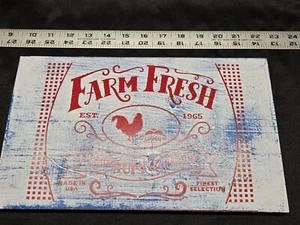 9 10 11 12 13 14 15 16 17 18 19 20 21 22 23 24
FARM FRESH
EST. 1965
MADE IN
USA
FINEST
SELECTION